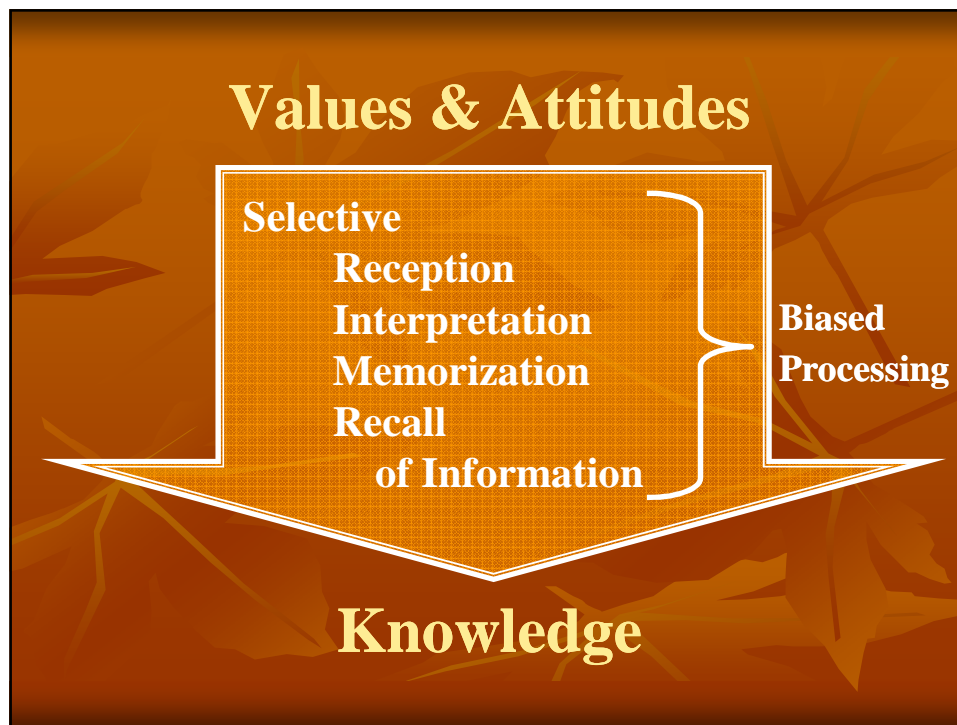 Values & Attitudes
Selective
Reception
Interpretation
Memorization
Recall
of Information
Biased
Processing
Knowledge